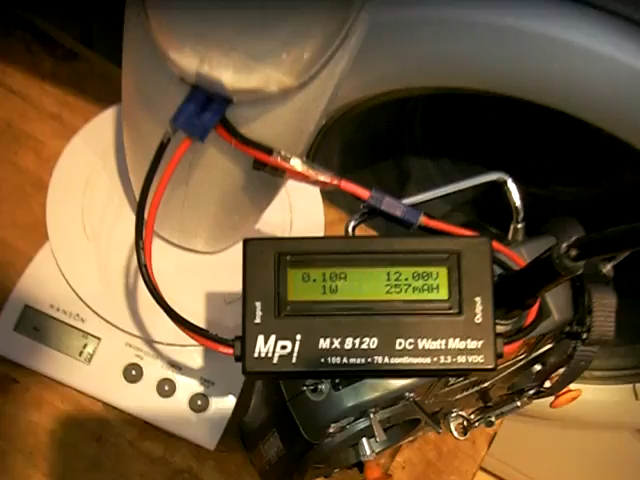 0.10A 12.00V
1W 257mAH
Input
Output
Mpi MX 8120 DC Watt Meter
• 100 A max • 70 A continuous • 3.3 - 50 VDC
HANSON